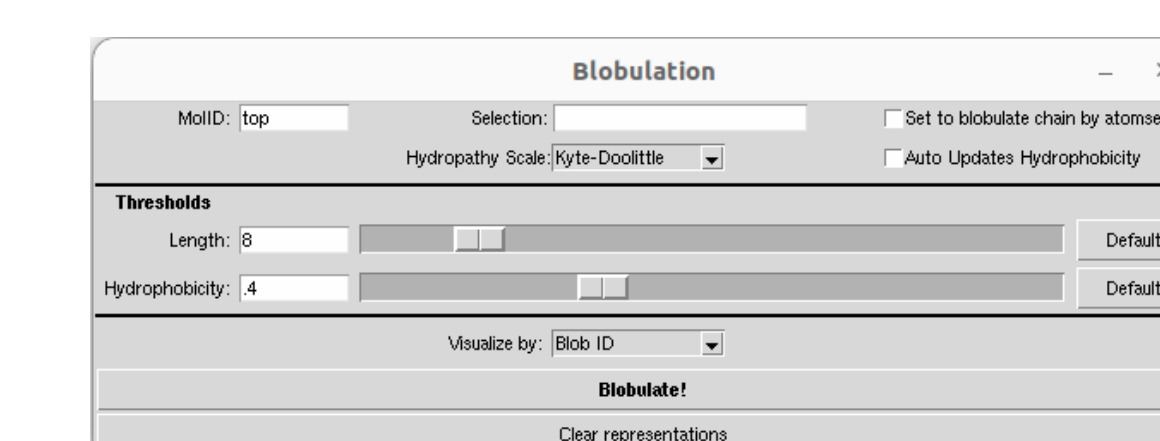 Blobulation
MolID: top Selection: Set to blobulate chain by
Hydropathy Scale: Kyte-Doolittle Auto Updates Hydrophobicity
Thresholds
Length: 8 Default
Hydrophobicity: .4 Default
Visualize by: Blob ID
Blobulate!
Clear representations